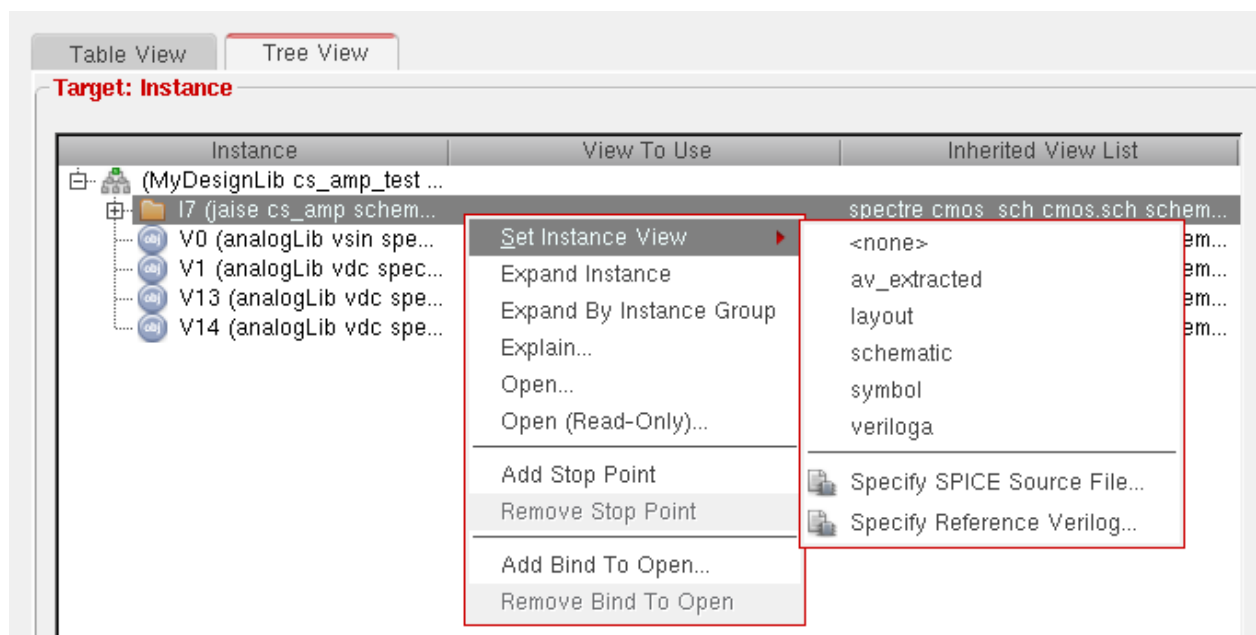 Table View Tree View
Target: Instance
Instance View To Use Inherited View List
(MyDesignLib cs_amp_test ...
I7 (jaise cs_amp schem... spectre cmos_sch cmos.sch schem...
V0 (analogLib vsin spe... em...
V1 (analogLib vdc spec... em...
V13 (analogLib vdc spe... em...
V14 (analogLib vdc spe... em...
Set Instance View
Expand Instance
Expand By Instance Group
Explain...
Open...
Open (Read-Only)...
Add Stop Point
Remove Stop Point
Add Bind To Open...
Remove Bind To Open
<none>
av_extracted
layout
schematic
symbol
veriloga
Specify SPICE Source File...
Specify Reference Verilog...
obj
obj
obj
obj